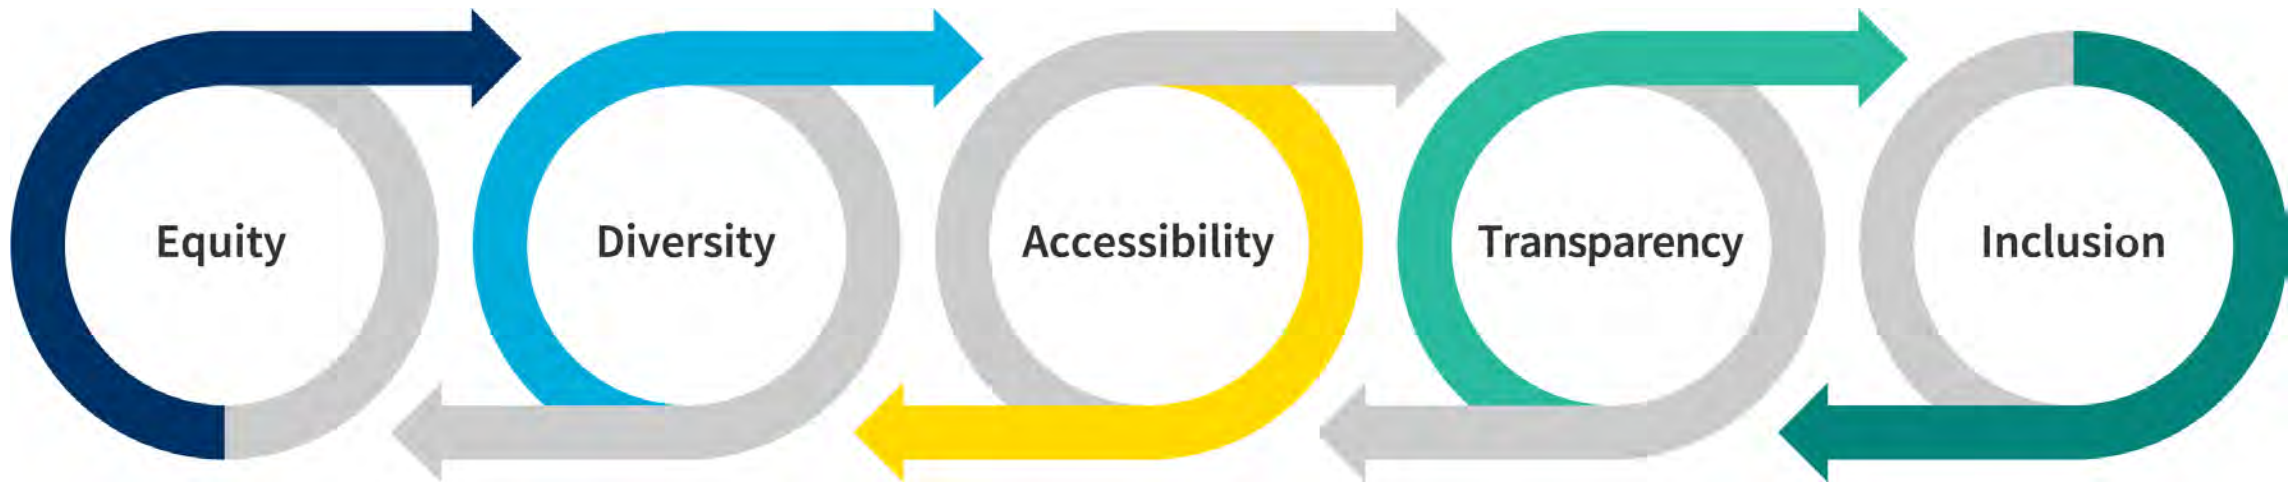 Equity
Diversity
Accessibility
Transparency
Inclusion